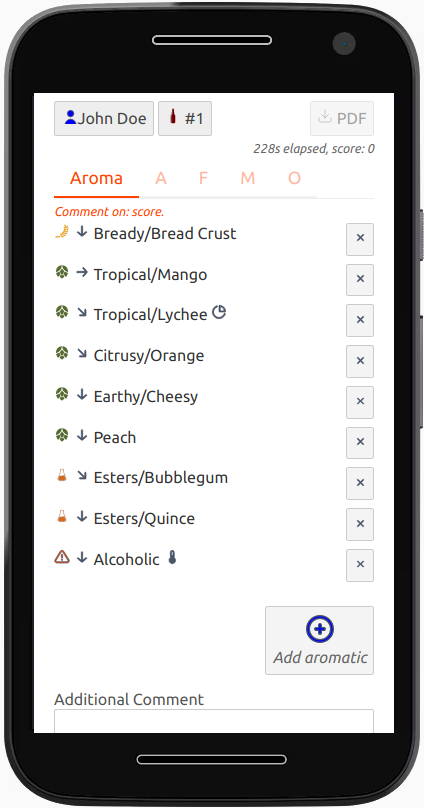 John Doe #1 PDF
228s elapsed, score: 0
Aroma A F M O
Comment on: score.
Bready/Bread Crust
Tropical/Mango
Tropical/Lychee
Citrusy/Orange
Earthy/Cheesy
Peach
Esters/Bubblegum
Esters/Quince
Alcoholic
Add aromatic
Additional Comment